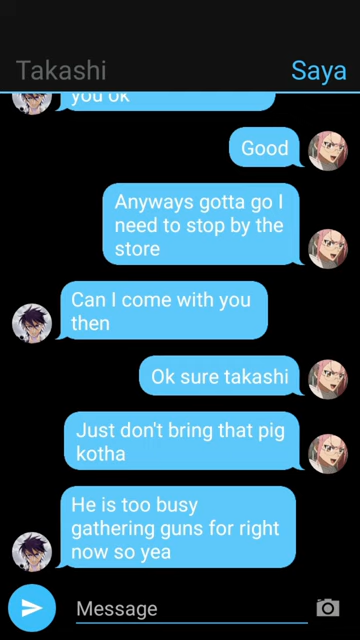 Takashi
Saya
you ok
Good
Anyways gotta go I
need to stop by the
store
Can I come with you
then
Ok sure takashi
Just don't bring that pig
kotha
He is too busy
gathering guns for right
now so yea
Message